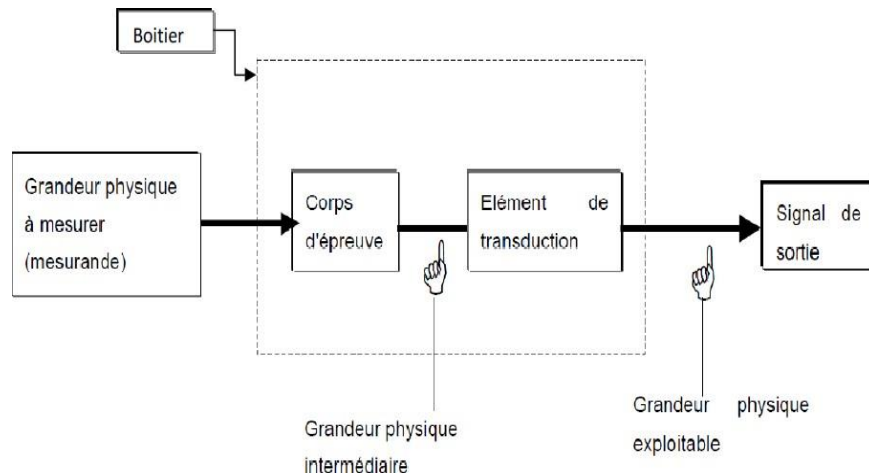 Boitier
Grandeur physique
à mesurer
(mesurande)
Corps
d'épreuve
Elément de
transduction
Signal de
sortie
Grandeur physique
intermédiaire
Grandeur physique
exploitable